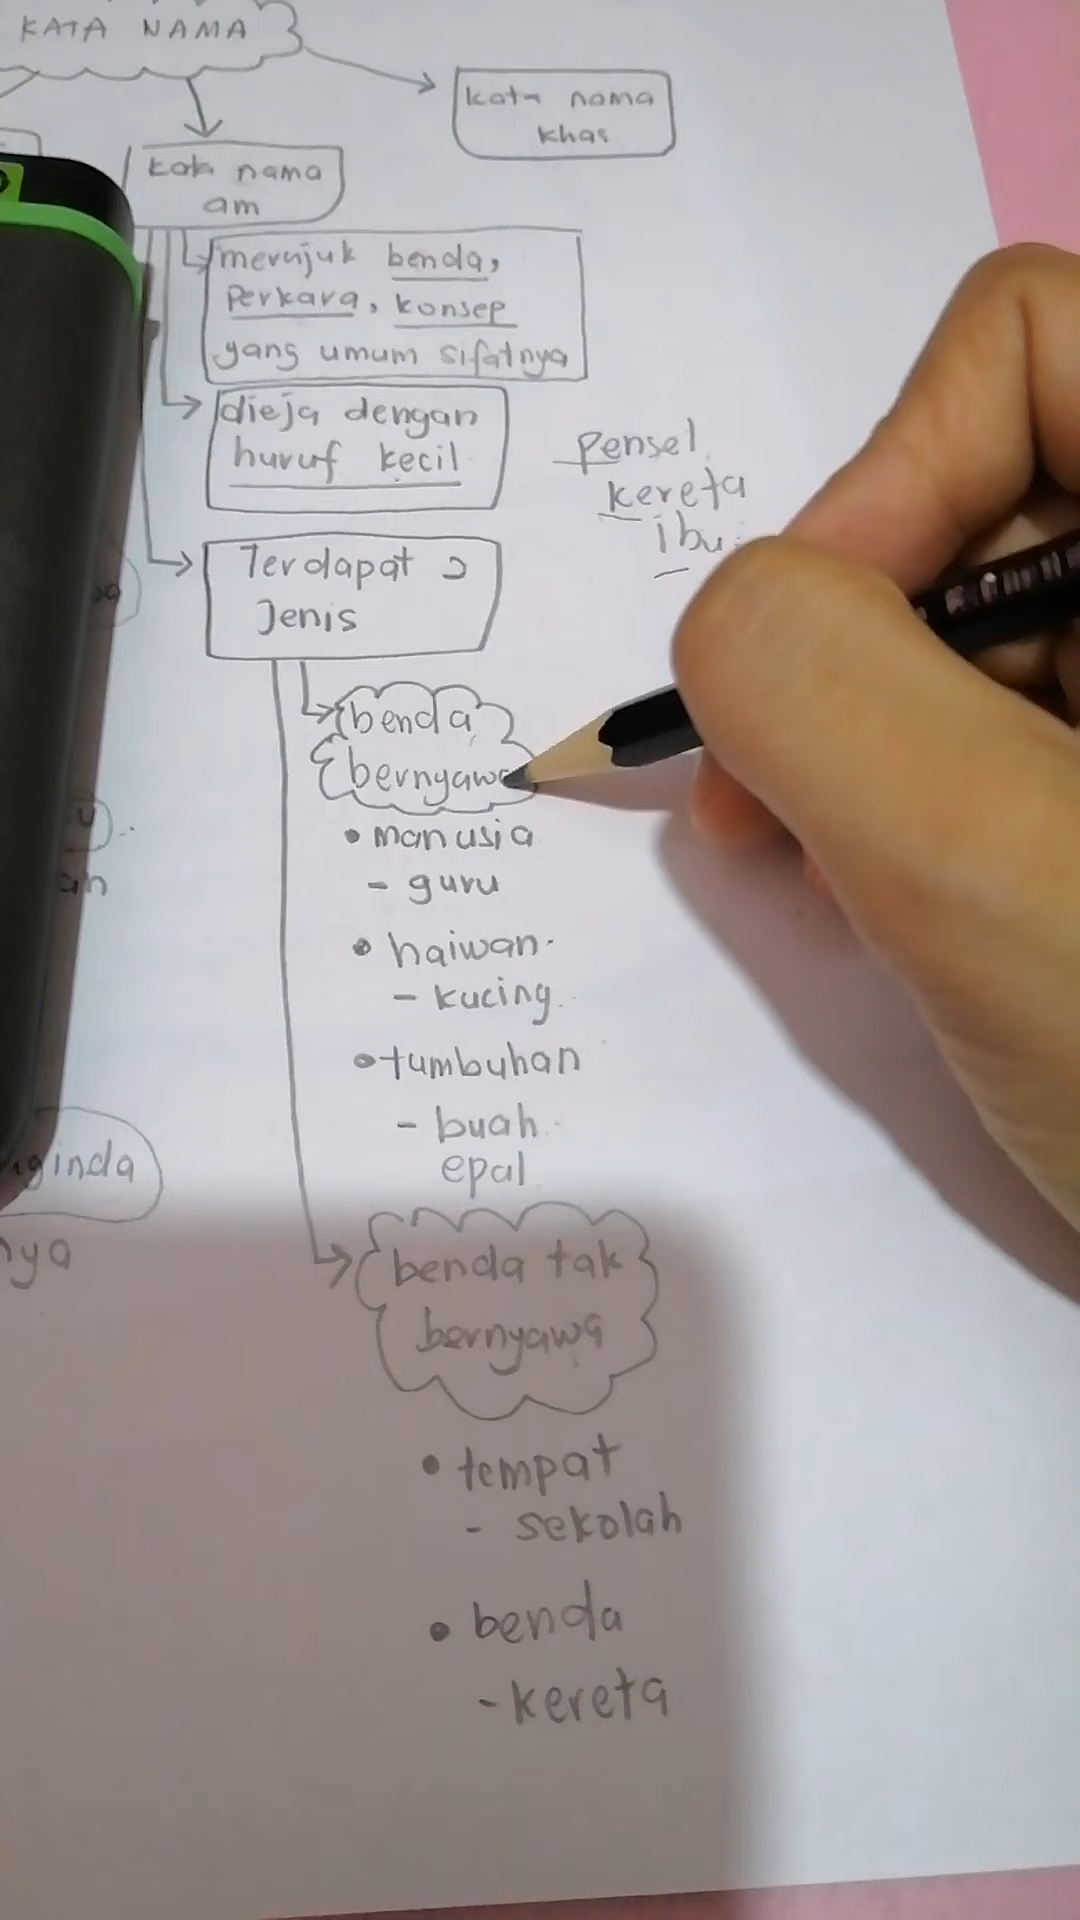 KATA NAMA
kata nama
khas
kata nama
am
merujuk benda,
perkara, konsep
yang umum sifatnya
dieja dengan
huruf kecil
pensel
kereta
ibu
Terdapat 2
Jenis
benda
bernyawa
• manusia
- guru
• haiwan
- kucing
• tumbuhan
- buah
epal
benda tak
bernyawa
• tempat
- sekolah
• benda
- kereta